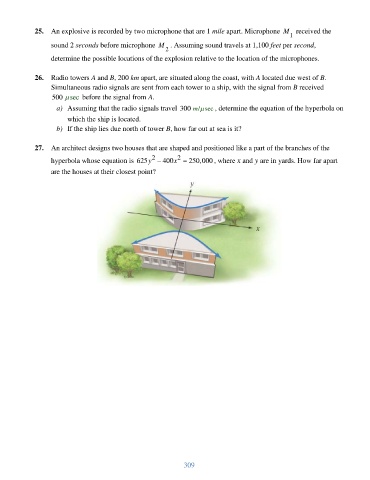 25. An explosive is recorded by two microphone that are 1 mile apart. Microphone M1 received the
sound 2 seconds before microphone M2. Assuming sound travels at 1,100 feet per second,
determine the possible locations of the explosion relative to the location of the microphones.
26. Radio towers A and B, 200 km apart, are situated along the coast, with A located due west of B.
Simultaneous radio signals are sent from each tower to a ship, with the signal from B received
500 μsec before the signal from A.
a) Assuming that the radio signals travel 300 m/μsec, determine the equation of the hyperbola on
which the ship is located.
b) If the ship lies due north of tower B, how far out at sea is it?
27. An architect designs two houses that are shaped and positioned like a part of the branches of the
hyperbola whose equation is 625y² − 400x² = 250,000, where x and y are in yards. How far apart
are the houses at their closest point?
y
x
309